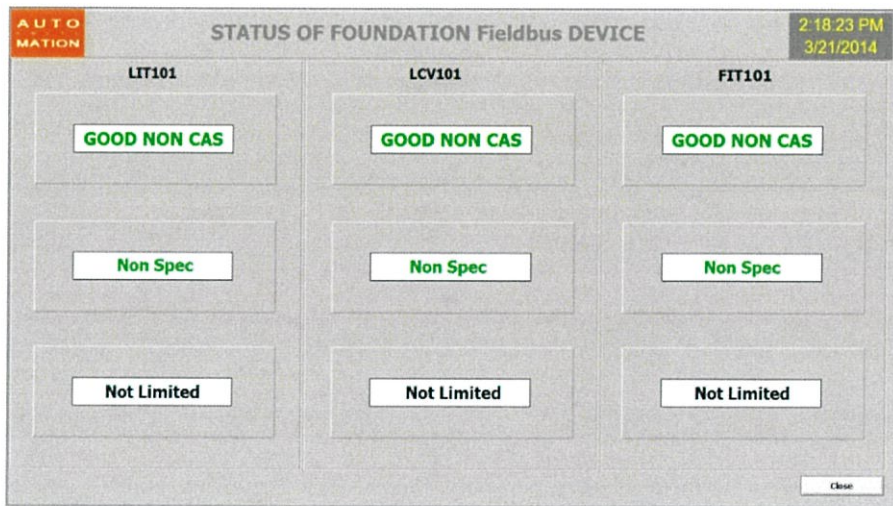 AUTO
MATION
STATUS OF FOUNDATION Fieldbus DEVICE
2:18:23 PM
3/21/2014
LIT101 LCV101 FIT101
GOOD NON CAS GOOD NON CAS GOOD NON CAS
Non Spec Non Spec Non Spec
Not Limited Not Limited Not Limited
Close